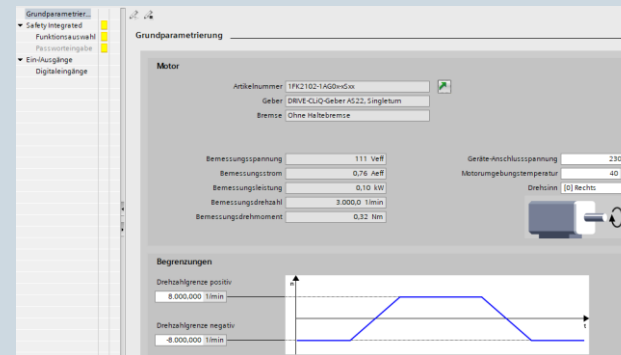 Grundparametrier...
Safety Integrated
Funktionsauswahl
Passworteingabe
Ein-/Ausgänge
Digitaleingänge
Grundparametrierung
Motor
Artikelnummer 1FK2102-1AG0x-xSxx
Geber DRIVE-CLiQ-Geber AS22, Singleturn
Bremse Ohne Haltebremse
Bemessungsspannung 111 Veff Geräte-Anschlussspannung 230
Bemessungsstrom 0,76 Aeff Motorumgebungstemperatur 40
Bemessungsleistung 0,10 kW Drehsinn [0] Rechts
Bemessungsdrehzahl 3.000,0 1/min
Bemessungsdrehmoment 0,32 Nm
Begrenzungen
Drehzahlgrenze positiv n
8.000,000 1/min
Drehzahlgrenze negativ t
-8.000,000 1/min